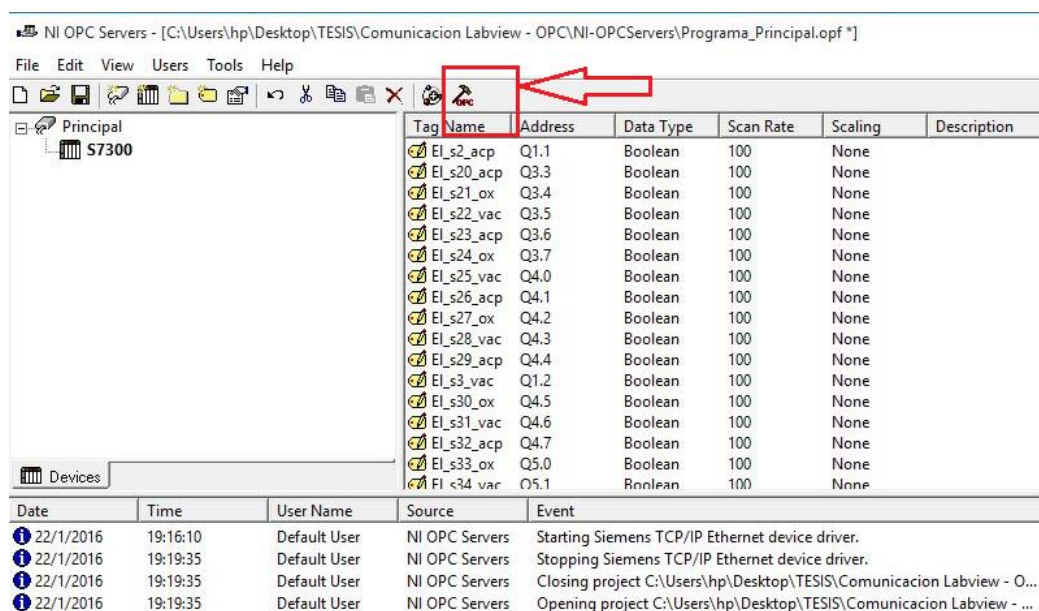 NI OPC Servers - [C:\Users\hp\Desktop\TESIS\Comunicacion Labview - OPC\NI-OPCServers\Programa_Principal.opf *]
File Edit View Users Tools Help
OPC
Principal
S7300
Tag Name Address Data Type Scan Rate Scaling Description
El_s2_acp Q1.1 Boolean 100 None
El_s20_acp Q3.3 Boolean 100 None
El_s21_ox Q3.4 Boolean 100 None
El_s22_vac Q3.5 Boolean 100 None
El_s23_acp Q3.6 Boolean 100 None
El_s24_ox Q3.7 Boolean 100 None
El_s25_vac Q4.0 Boolean 100 None
El_s26_acp Q4.1 Boolean 100 None
El_s27_ox Q4.2 Boolean 100 None
El_s28_vac Q4.3 Boolean 100 None
El_s29_acp Q4.4 Boolean 100 None
El_s3_vac Q1.2 Boolean 100 None
El_s30_ox Q4.5 Boolean 100 None
El_s31_vac Q4.6 Boolean 100 None
El_s32_acp Q4.7 Boolean 100 None
El_s33_ox Q5.0 Boolean 100 None
El_s34_vac Q5.1 Boolean 100 None
Devices
Date Time User Name Source Event
22/1/2016 19:16:10 Default User NI OPC Servers Starting Siemens TCP/IP Ethernet device driver.
22/1/2016 19:19:35 Default User NI OPC Servers Stopping Siemens TCP/IP Ethernet device driver.
22/1/2016 19:19:35 Default User NI OPC Servers Closing project C:\Users\hp\Desktop\TESIS\Comunicacion Labview - O...
22/1/2016 19:19:35 Default User NI OPC Servers Opening project C:\Users\hp\Desktop\TESIS\Comunicacion Labview - ...